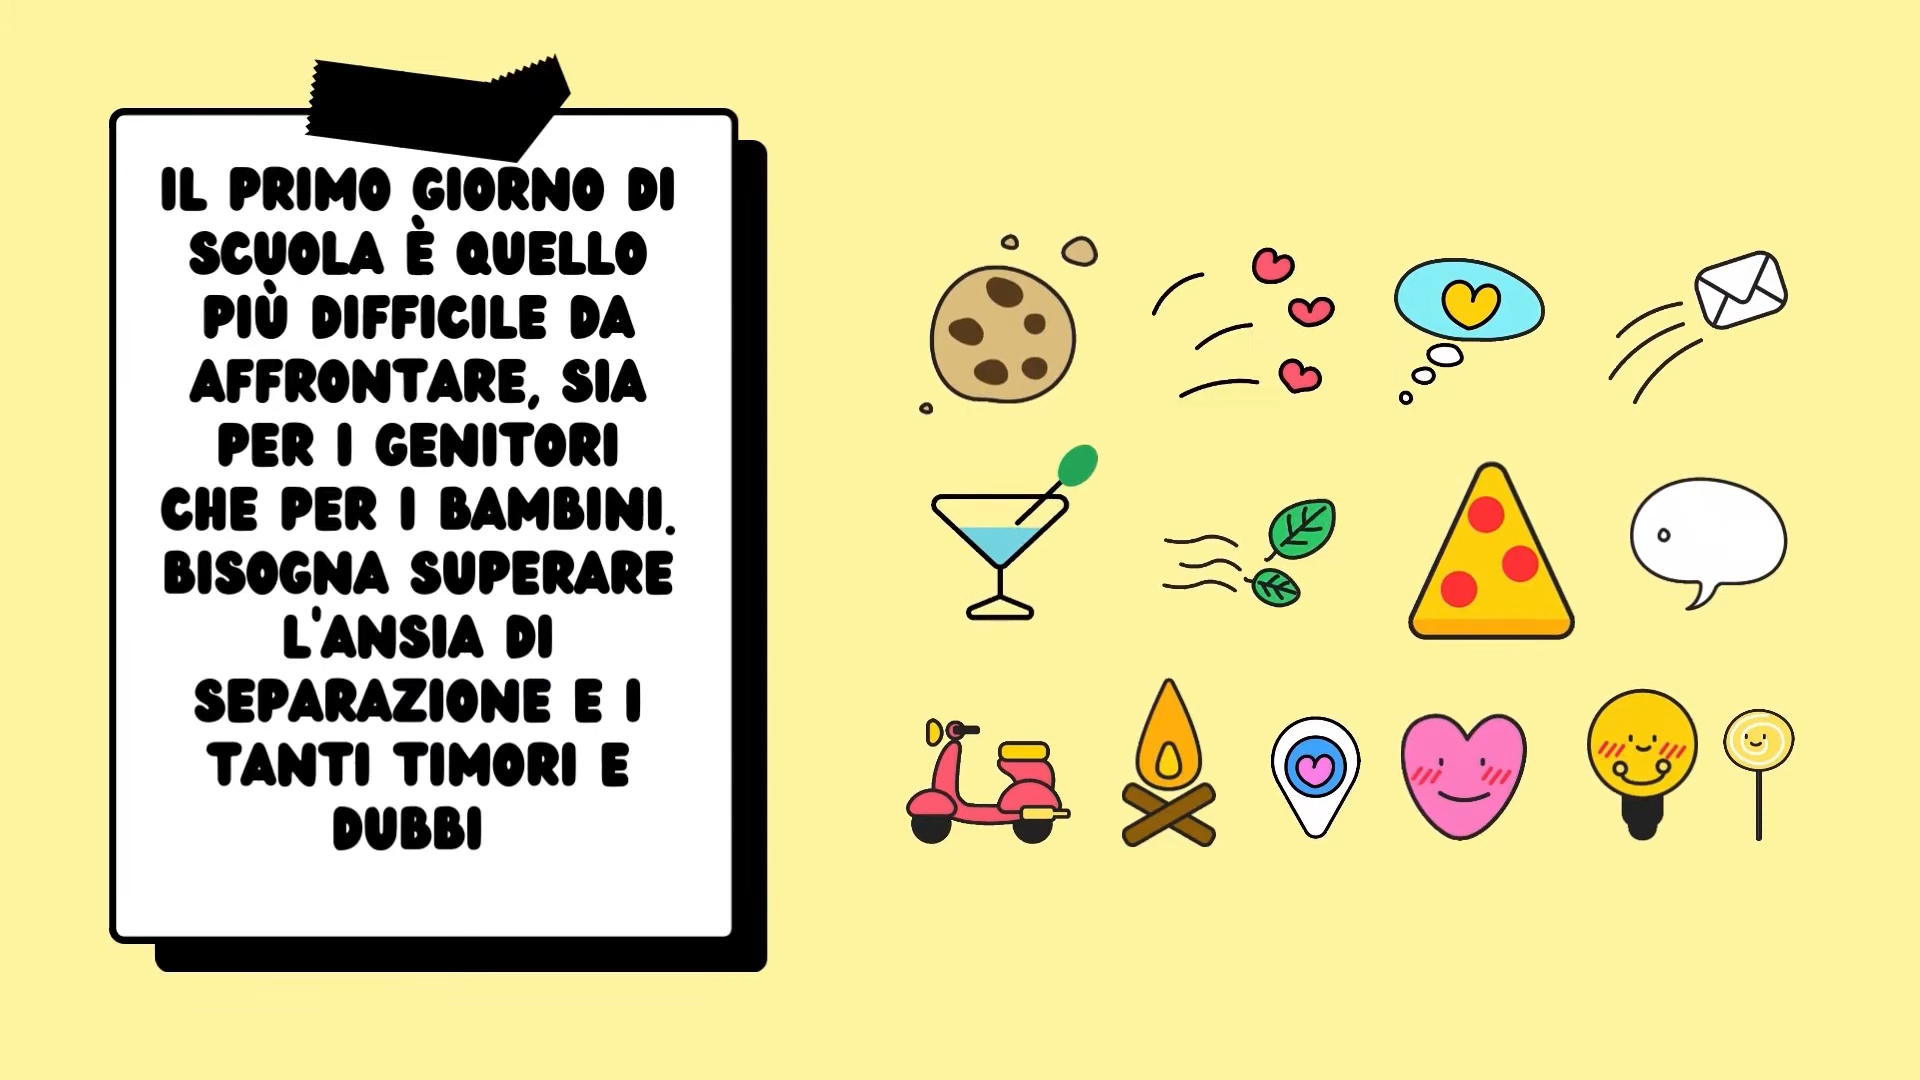 IL PRIMO GIORNO DI
SCUOLA È QUELLO
PIÙ DIFFICILE DA
AFFRONTARE, SIA
PER I GENITORI
CHE PER I BAMBINI.
BISOGNA SUPERARE
L'ANSIA DI
SEPARAZIONE E I
TANTI TIMORI E
DUBBI